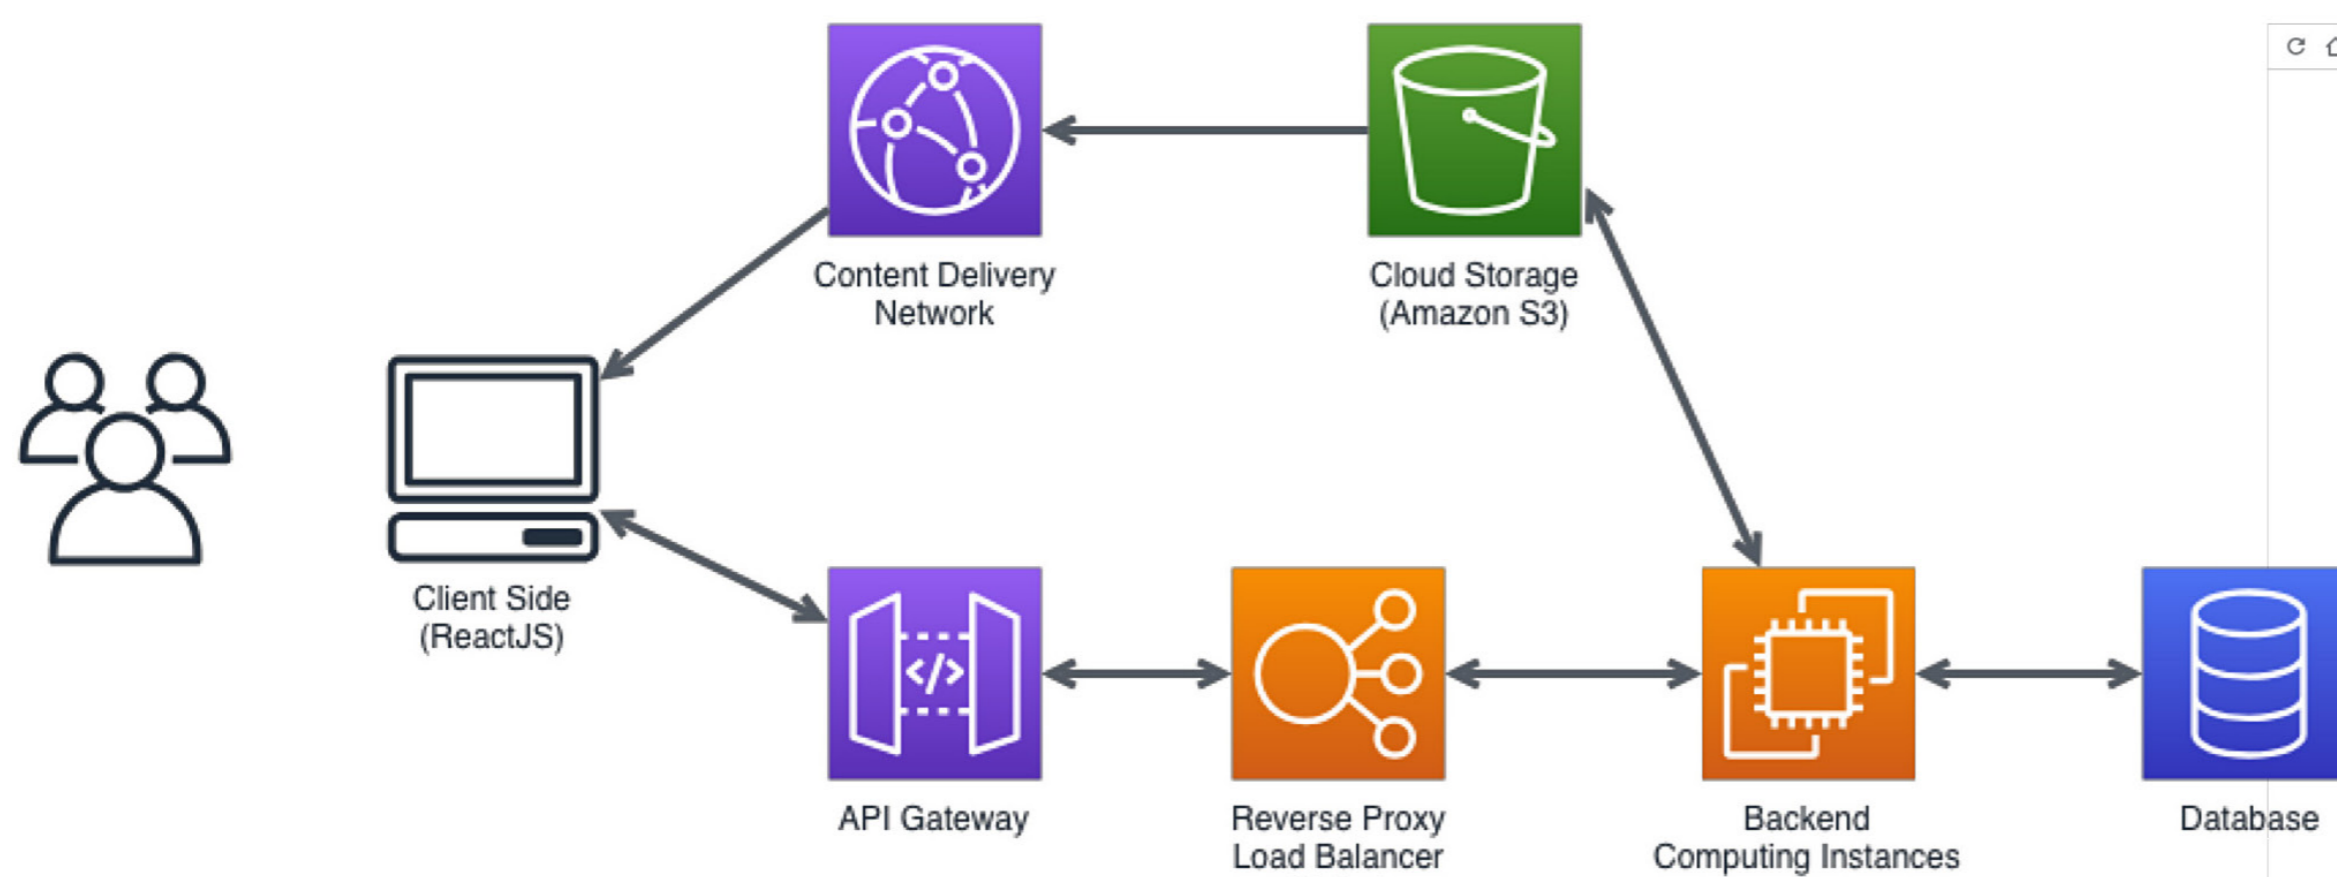 Content Delivery
Network
Cloud Storage
(Amazon S3)
Client Side
(ReactJS)
</>
API Gateway
Reverse Proxy
Load Balancer
Backend
Computing Instances
Database